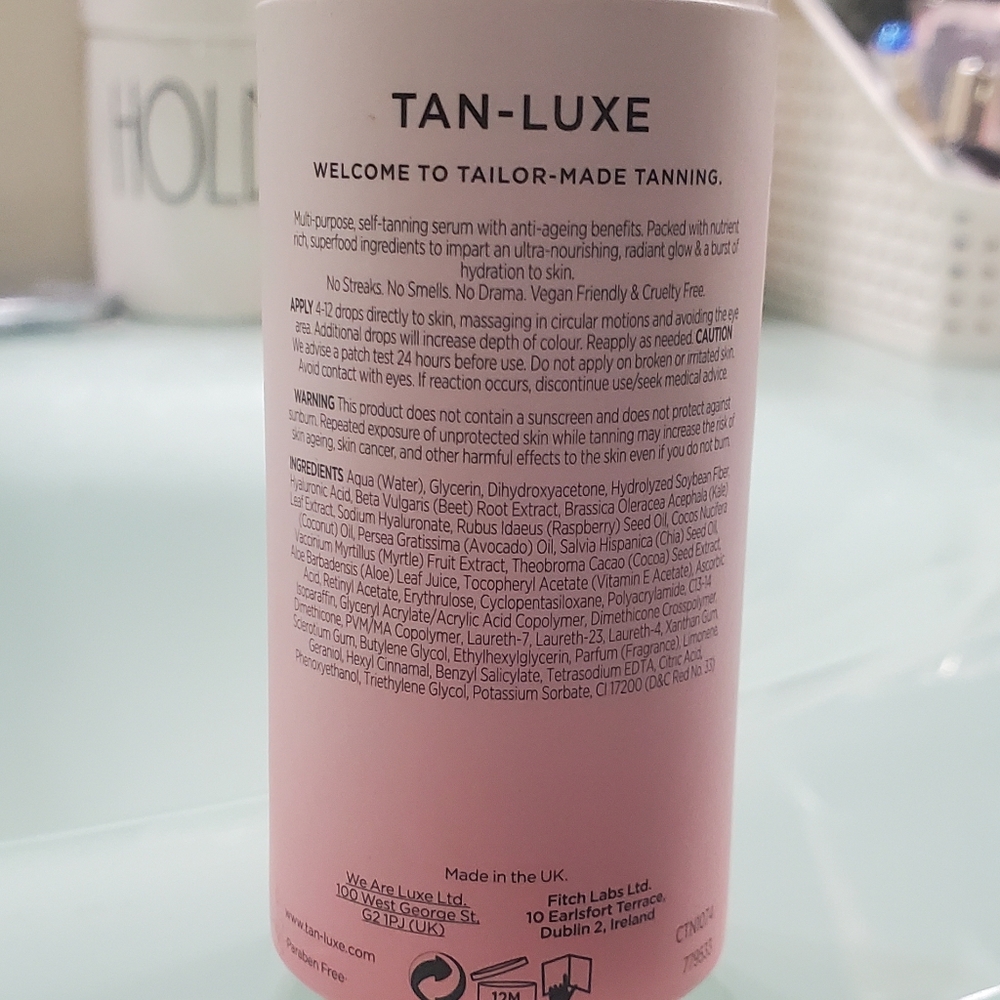 HOLD
TAN-LUXE
WELCOME TO TAILOR-MADE TANNING.
Multi-purpose, self-tanning serum with anti-ageing benefits. Packed with nutrient
rich, superfood ingredients to impart an ultra-nourishing, radiant glow & a burst of
hydration to skin.
No Streaks. No Smells. No Drama. Vegan Friendly & Cruelty Free.
APPLY 4-12 drops directly to skin, massaging in circular motions and avoiding the eye
area. Additional drops will increase depth of colour. Reapply as needed. CAUTION
We advise a patch test 24 hours before use. Do not apply on broken or irritated skin.
Avoid contact with eyes. If reaction occurs, discontinue use/seek medical advice.
WARNING This product does not contain a sunscreen and does not protect against
sunburn. Repeated exposure of unprotected skin while tanning may increase the risk of
skin ageing, skin cancer, and other harmful effects to the skin even if you do not burn.
INGREDIENTS Aqua (Water), Glycerin, Dihydroxyacetone, Hydrolyzed Soybean Fiber,
Hyaluronic Acid, Beta Vulgaris (Beet) Root Extract, Brassica Oleracea Acephala (Kale)
Leaf Extract, Sodium Hyaluronate, Rubus Idaeus (Raspberry) Seed Oil, Cocos Nucifera
(Coconut) Oil, Persea Gratissima (Avocado) Oil, Salvia Hispanica (Chia) Seed Oil,
Vaccinium Myrtillus (Myrtle) Fruit Extract, Theobroma Cacao (Cocoa) Seed Extract,
Aloe Barbadensis (Aloe) Leaf Juice, Tocopheryl Acetate (Vitamin E Acetate), Ascorbic
Acid, Retinyl Acetate, Erythrulose, Cyclopentasiloxane, Polyacrylamide, C13-14
Isoparaffin, Glyceryl Acrylate/Acrylic Acid Copolymer, Dimethicone Crosspolymer,
Dimethicone, PVM/MA Copolymer, Laureth-7, Laureth-23, Laureth-4, Xanthan Gum,
Sclerotium Gum, Butylene Glycol, Ethylhexylglycerin, Parfum (Fragrance), Limonene,
Geraniol, Hexyl Cinnamal, Benzyl Salicylate, Tetrasodium EDTA, Citric Acid,
Phenoxyethanol, Triethylene Glycol, Potassium Sorbate, CI 17200 (D&C Red No. 33)
Made in the UK.
We Are Luxe Ltd.
100 West George St,
G2 1PJ (UK)
Fitch Labs Ltd.
10 Earlsfort Terrace,
Dublin 2, Ireland
www.tan-luxe.com
Paraben Free
CTN1074
779633
12M